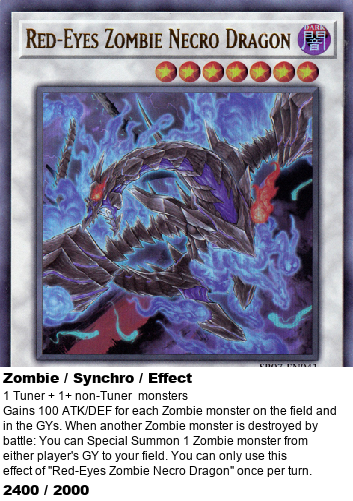 Red-Eyes Zombie Necro Dragon
DARK
闇
Zombie / Synchro / Effect
1 Tuner + 1+ non-Tuner monsters
Gains 100 ATK/DEF for each Zombie monster on the field and
in the GYs. When another Zombie monster is destroyed by
battle: You can Special Summon 1 Zombie monster from
either player's GY to your field. You can only use this
effect of "Red-Eyes Zombie Necro Dragon" once per turn.
2400 / 2000